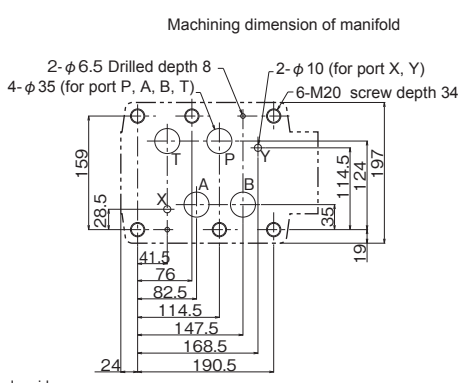 Machining dimension of manifold
2-φ6.5 Drilled depth 8
2-φ10 (for port X, Y)
4-φ35 (for port P, A, B, T)
6-M20 screw depth 34
T
P
Y
X
A
B
159
28.5
114.5
124
197
35
19
41.5
76
82.5
114.5
147.5
168.5
24
190.5